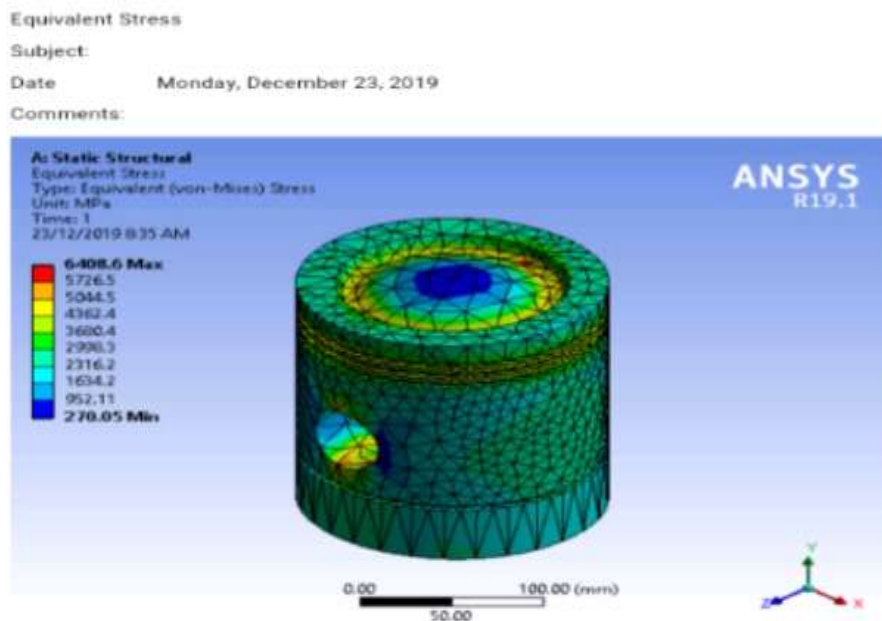 Equivalent Stress
Subject:
Date Monday, December 23, 2019
Comments:
A: Static Structural
Equivalent Stress
Type: Equivalent (von-Mises) Stress
Unit: MPa
Time: 1
23/12/2019 8:35 AM
ANSYS
R19.1
6408.6 Max
5726.5
5044.5
4362.4
3680.4
2998.3
2316.2
1634.2
952.11
270.05 Min
0.00 100.00 (mm)
50.00
Y
Z X